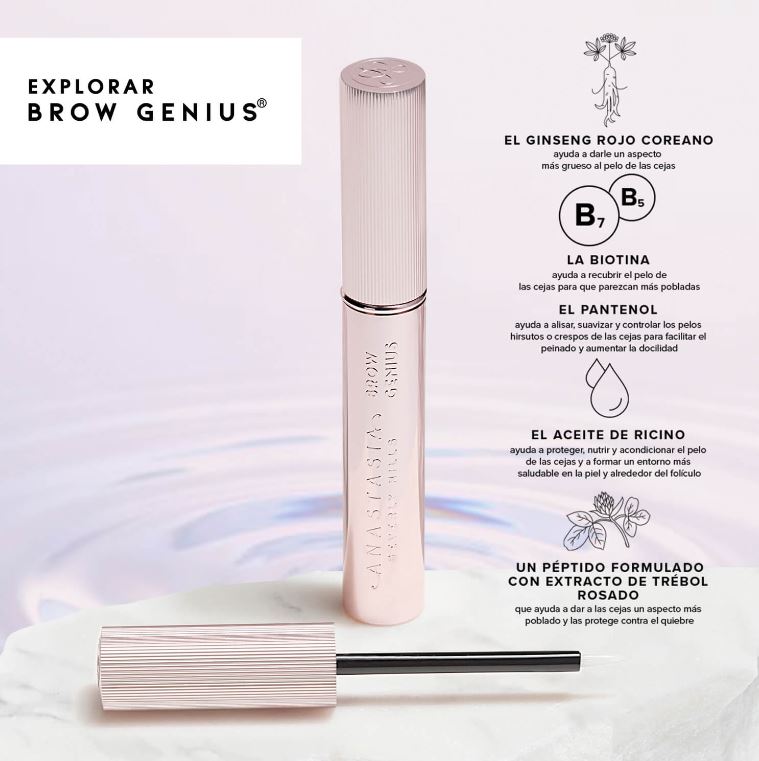 EXPLORAR
BROW GENIUS®
EL GINSENG ROJO COREANO
ayuda a darle un aspecto
más grueso al pelo de las cejas
B7
B5
LA BIOTINA
ayuda a recubrir el pelo de
las cejas para que parezcan más pobladas
EL PANTENOL
ayuda a alisar, suavizar y controlar los pelos
hirsutos o crespos de las cejas para facilitar el
peinado y aumentar la docilidad
EL ACEITE DE RICINO
ayuda a proteger, nutrir y acondicionar el pelo
de las cejas y a formar un entorno más
saludable en la piel y alrededor del folículo
UN PÉPTIDO FORMULADO
CON EXTRACTO DE TRÉBOL
ROSADO
que ayuda a dar a las cejas un aspecto más
poblado y las protege contra el quiebre
BROW
GENIUS
ANASTASIA
BEVERLY HILLS